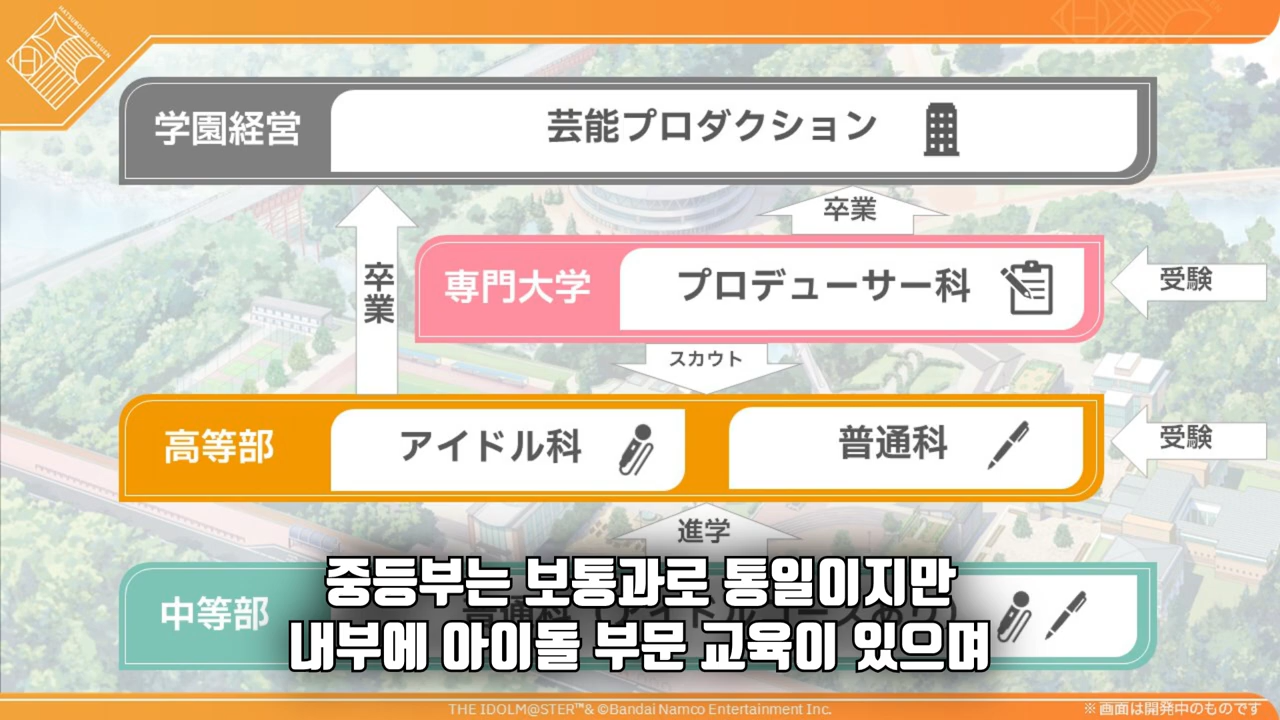 HATSUBOSHI GAKUEN
学園経営
芸能プロダクション
卒業
卒業
専門大学
プロデューサー科
受験
スカウト
高等部
アイドル科
普通科
受験
進学
中等部
중등부는 보통과로 통일이지만
내부에 아이돌 부문 교육이 있으며
THE IDOLM@STER™& ©Bandai Namco Entertainment Inc.
※画面は開発中のものです